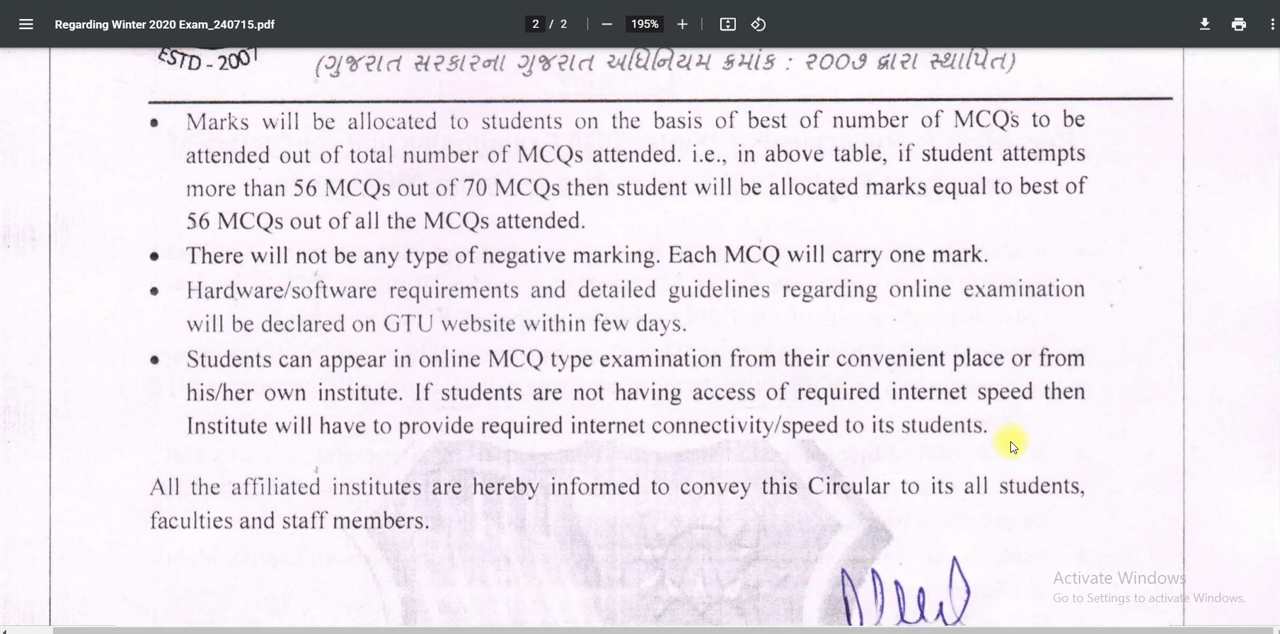 Regarding Winter 2020 Exam_240715.pdf
2 / 2
195%
ESTD - 2007
(ગુજરાત સરકારના ગુજરાત અધિનિયમ ક્રમાંક : ૨૦૦૭ દ્વારા સ્થાપિત)
• Marks will be allocated to students on the basis of best of number of MCQs to be
attended out of total number of MCQs attended. i.e., in above table, if student attempts
more than 56 MCQs out of 70 MCQs then student will be allocated marks equal to best of
56 MCQs out of all the MCQs attended.
• There will not be any type of negative marking. Each MCQ will carry one mark.
• Hardware/software requirements and detailed guidelines regarding online examination
will be declared on GTU website within few days.
• Students can appear in online MCQ type examination from their convenient place or from
his/her own institute. If students are not having access of required internet speed then
Institute will have to provide required internet connectivity/speed to its students.
All the affiliated institutes are hereby informed to convey this Circular to its all students,
faculties and staff members.
Activate Windows
Go to Settings to activate Windows.